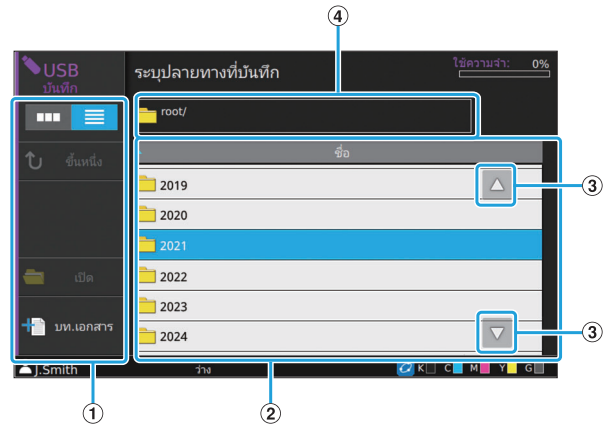 ④
USB
บันทึก
ระบุปลายทางที่บันทึก
ใช้ความจำ: 0%
root/
ชื่อ
ขึ้นหนึ่ง
2019
③
2020
2021
2022
เปิด
2023
บท.เอกสาร
2024
③
J.Smith
ว่าง
K C M Y G
①
②